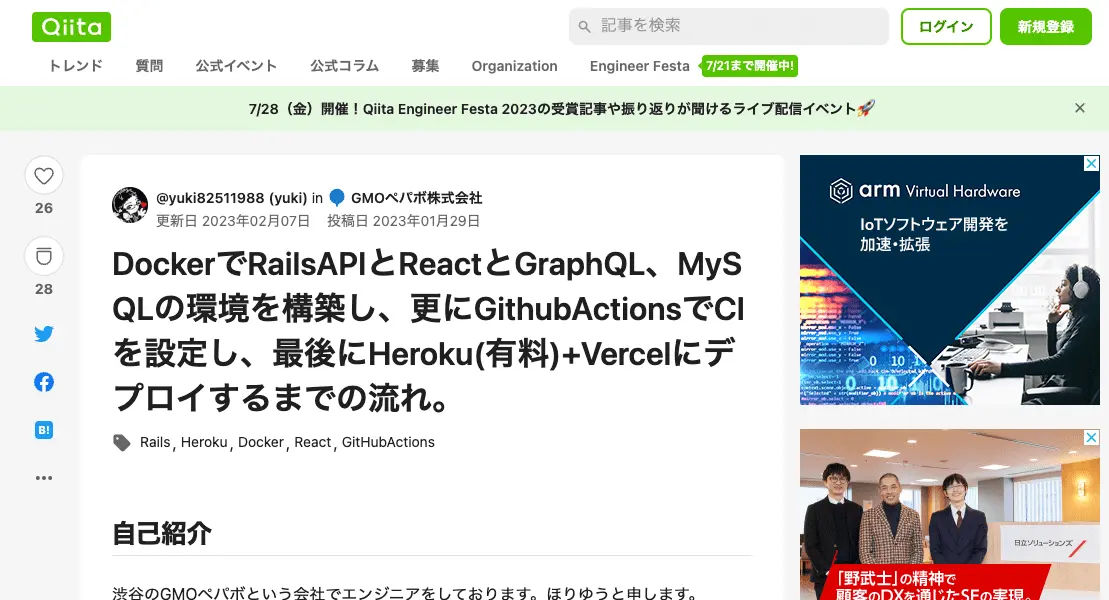 Qiita
記事を検索
ログイン
新規登録
トレンド
質問
公式イベント
公式コラム
募集
Organization
Engineer Festa
7/21まで開催中!
7/28（金）開催！Qiita Engineer Festa 2023の受賞記事や振り返りが聞けるライブ配信イベント🚀
26
28
B!
@yuki82511988 (yuki) in GMOペパボ株式会社
更新日 2023年02月07日 投稿日 2023年01月29日
DockerでRailsAPIとReactとGraphQL、MyS
QLの環境を構築し、更にGithubActionsでCI
を設定し、最後にHeroku(有料)+Vercelにデ
プロイするまでの流れ。
Rails, Heroku, Docker, React, GitHubActions
自己紹介
渋谷のGMOペパボという会社でエンジニアをしております。ほりゆうと申します。
arm Virtual Hardware
IoTソフトウェア開発を
加速・拡張
日立ソリューションズ
「野武士」の精神で
顧客のDXを通じたSEの実現。